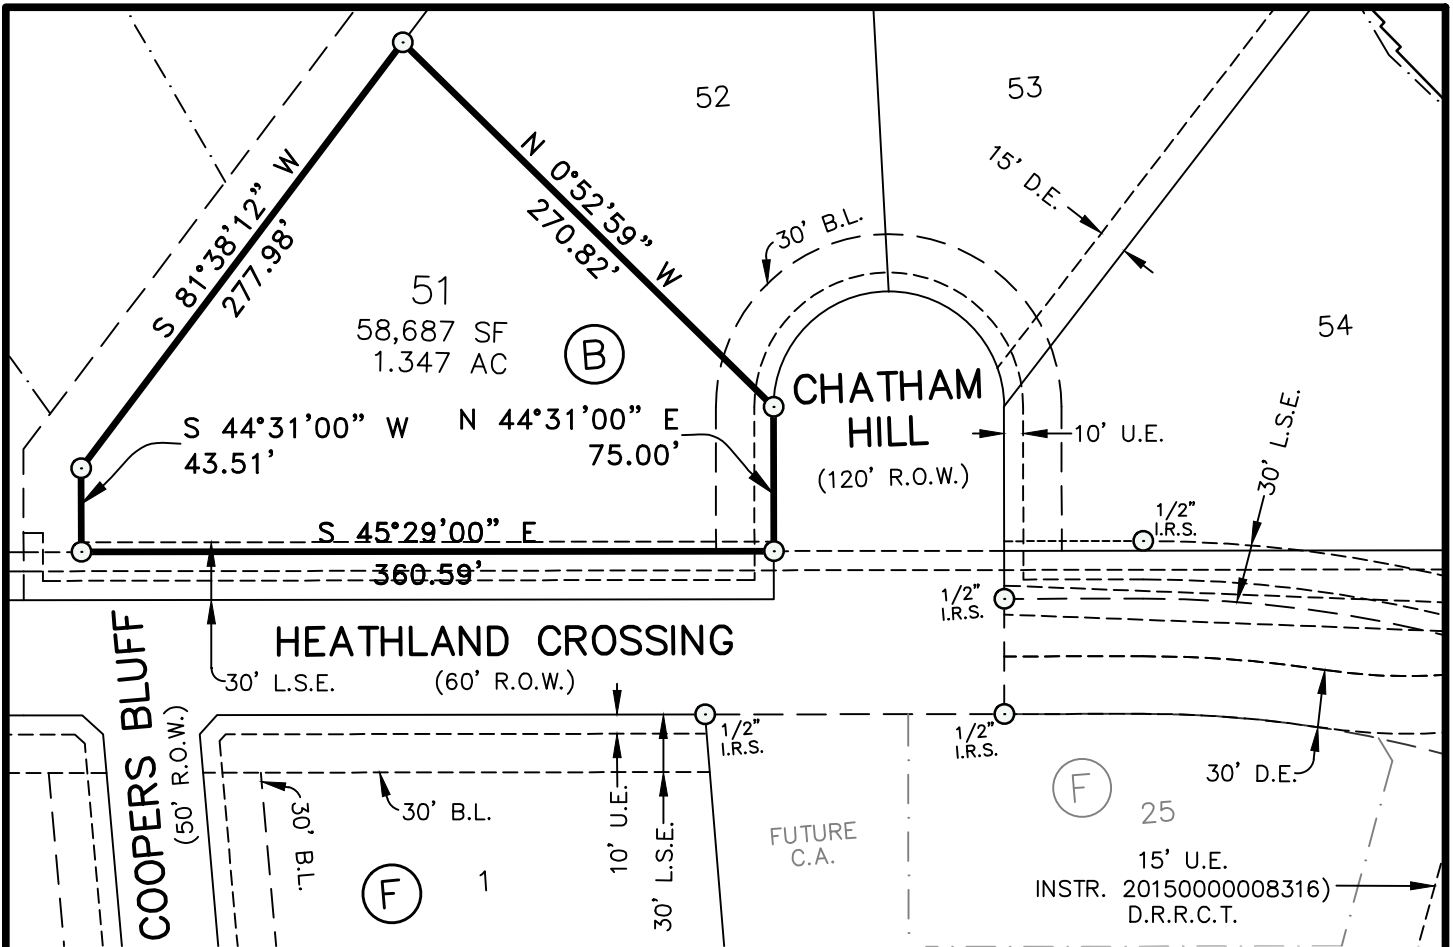 52
53
15' D.E.
N 0°52'59" W
270.82'
S 81°38'12" W
277.98'
30' B.L.
51
58,687 SF
1.347 AC
B
54
CHATHAM
HILL
(120' R.O.W.)
S 44°31'00" W
43.51'
N 44°31'00" E
75.00'
10' U.E.
30' L.S.E.
1/2"
I.R.S.
S 45°29'00" E
360.59'
1/2"
I.R.S.
HEATHLAND CROSSING
(60' R.O.W.)
30' L.S.E.
COOPERS BLUFF
(50' R.O.W.)
1/2"
I.R.S.
1/2"
I.R.S.
30' D.E.
30' B.L.
30' B.L.
10' U.E.
30' L.S.E.
F
1
FUTURE
C.A.
F
25
15' U.E.
INSTR. 20150000008316)
D.R.R.C.T.